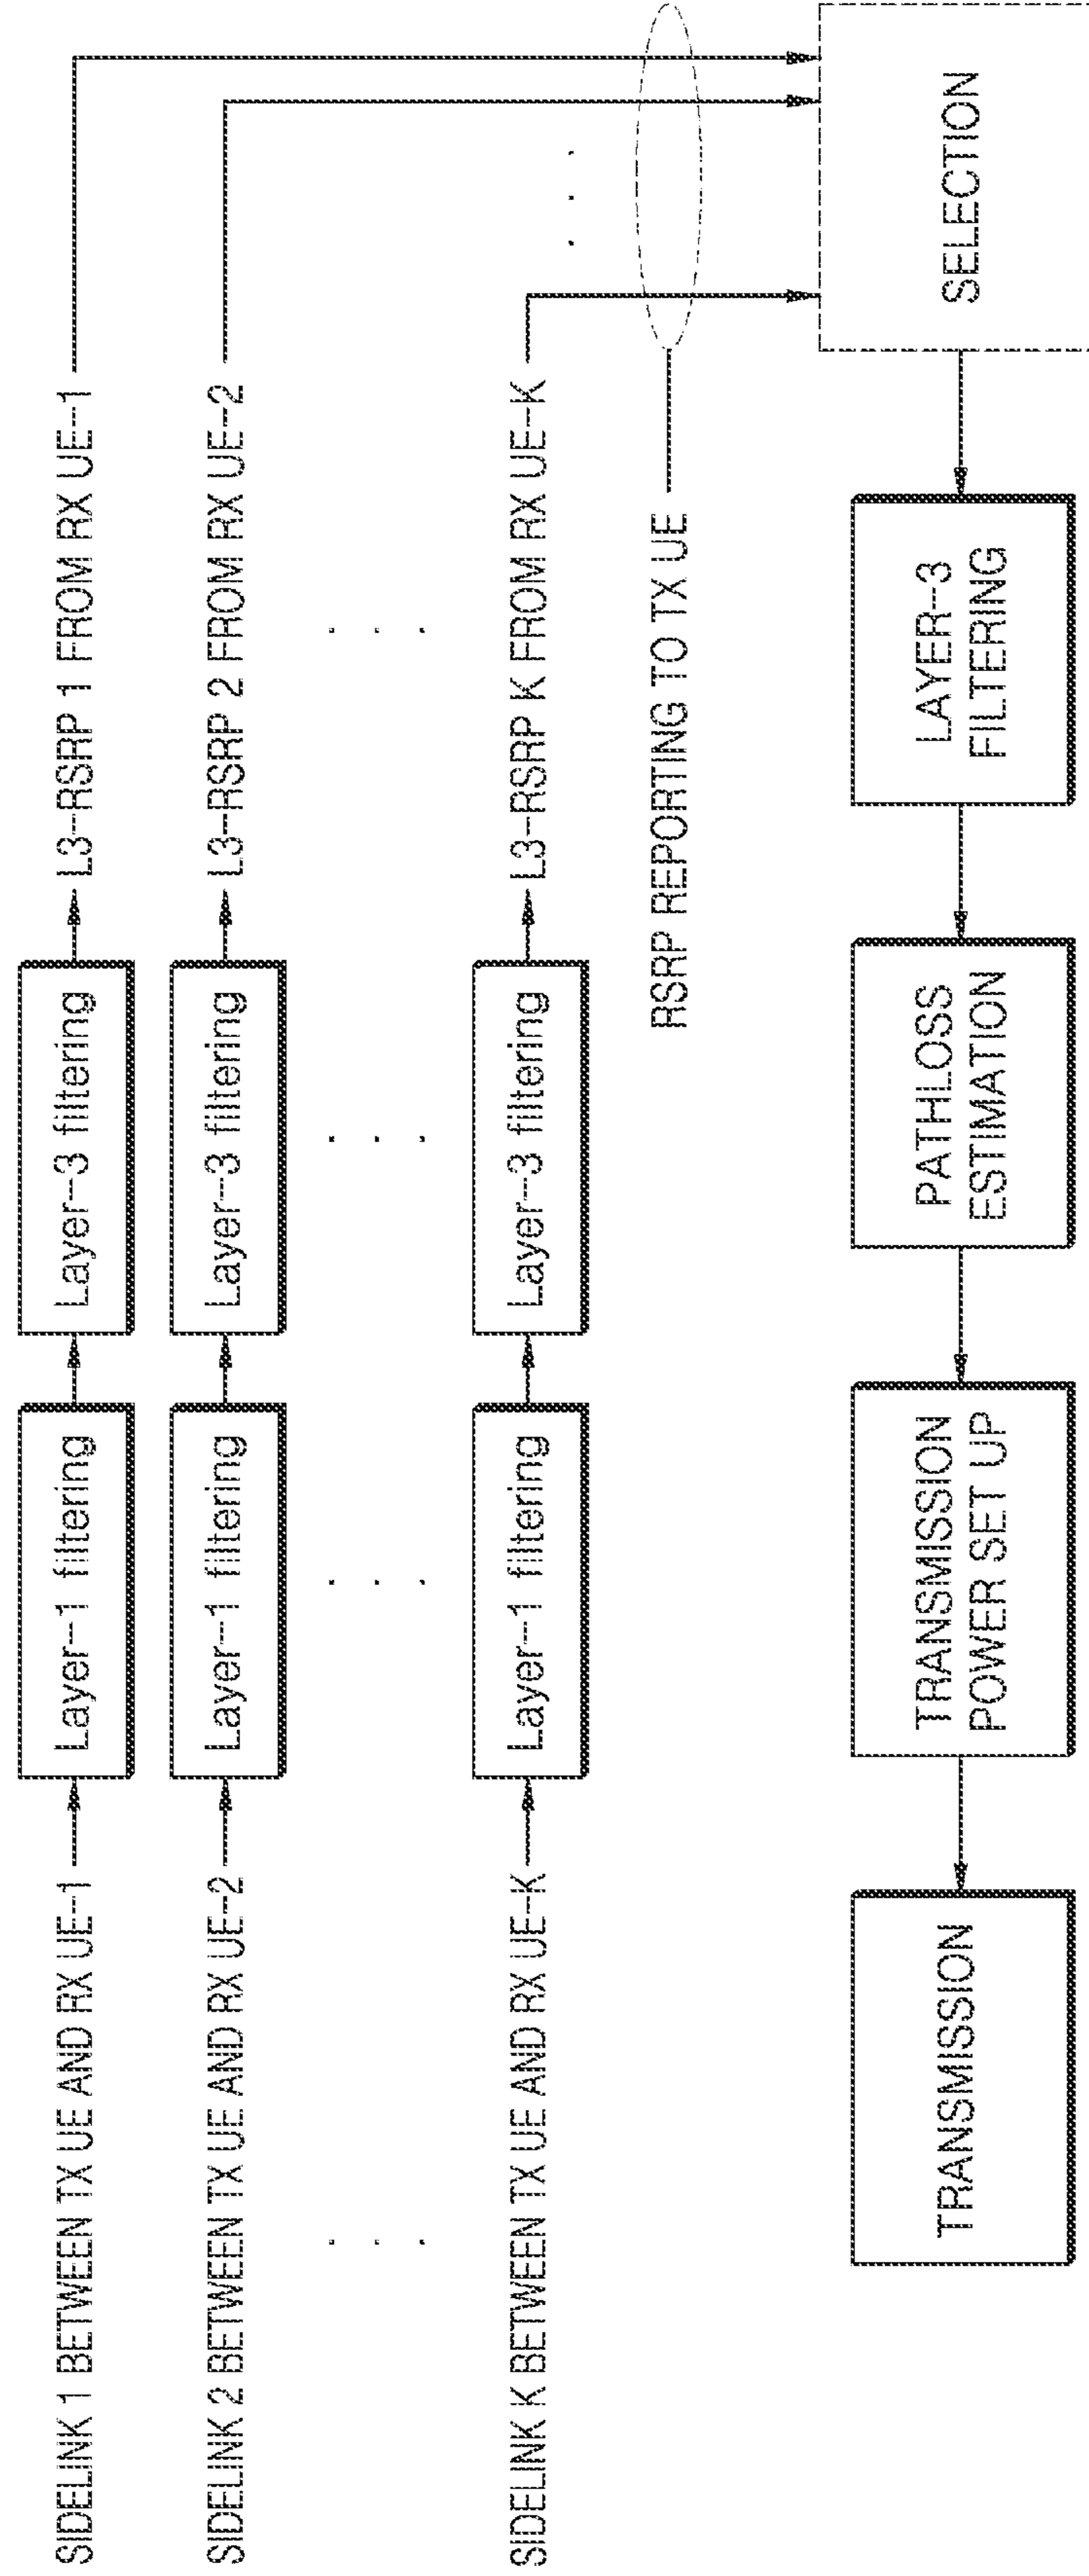 SIDELINK 1 BETWEEN TX UE AND RX UE-1
Layer-1 filtering
Layer-3 filtering
L3-RSRP 1 FROM RX UE-1
SIDELINK 2 BETWEEN TX UE AND RX UE-2
Layer-1 filtering
Layer-3 filtering
L3-RSRP 2 FROM RX UE-2
. . .
. . .
. . .
. . .
SIDELINK K BETWEEN TX UE AND RX UE-K
Layer-1 filtering
Layer-3 filtering
L3-RSRP K FROM RX UE-K
. . .
RSRP REPORTING TO TX UE
TRANSMISSION
TRANSMISSION
POWER SET UP
PATHLOSS
ESTIMATION
LAYER-3
FILTERING
SELECTION